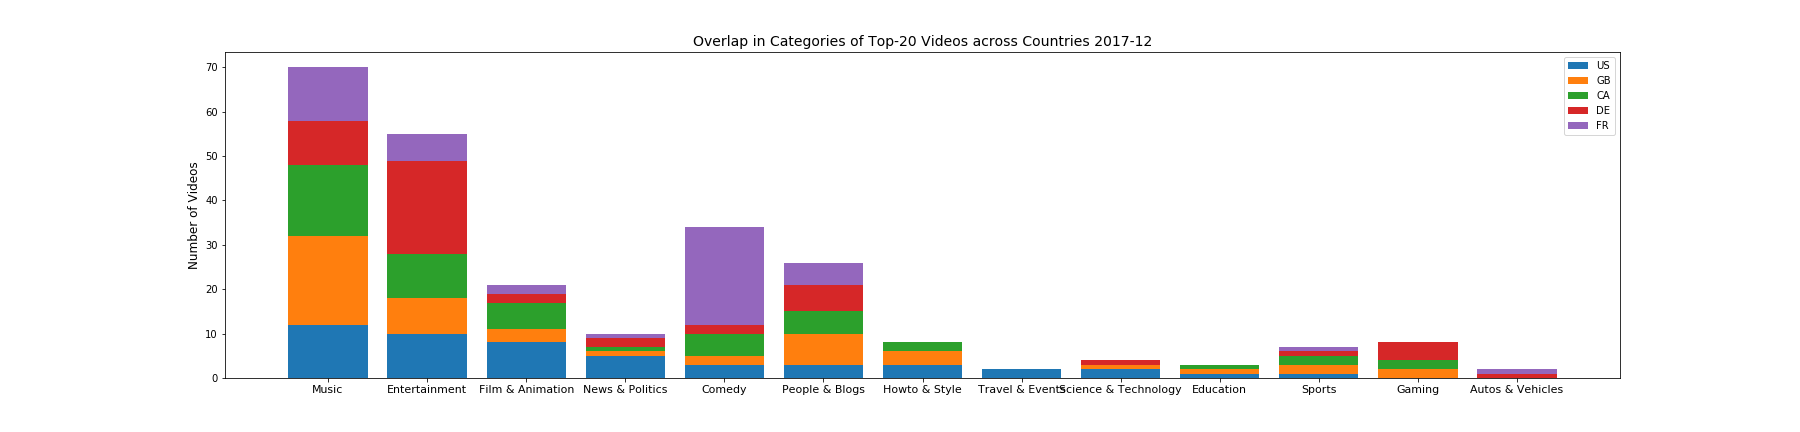 Overlap in Categories of Top-20 Videos across Countries 2017-12
US
GB
CA
DE
FR
Number of Videos
70
60
50
40
30
20
10
0
Music Entertainment Film & Animation News & Politics Comedy People & Blogs Howto & Style Travel & Events Science & Technology Education Sports Gaming Autos & Vehicles